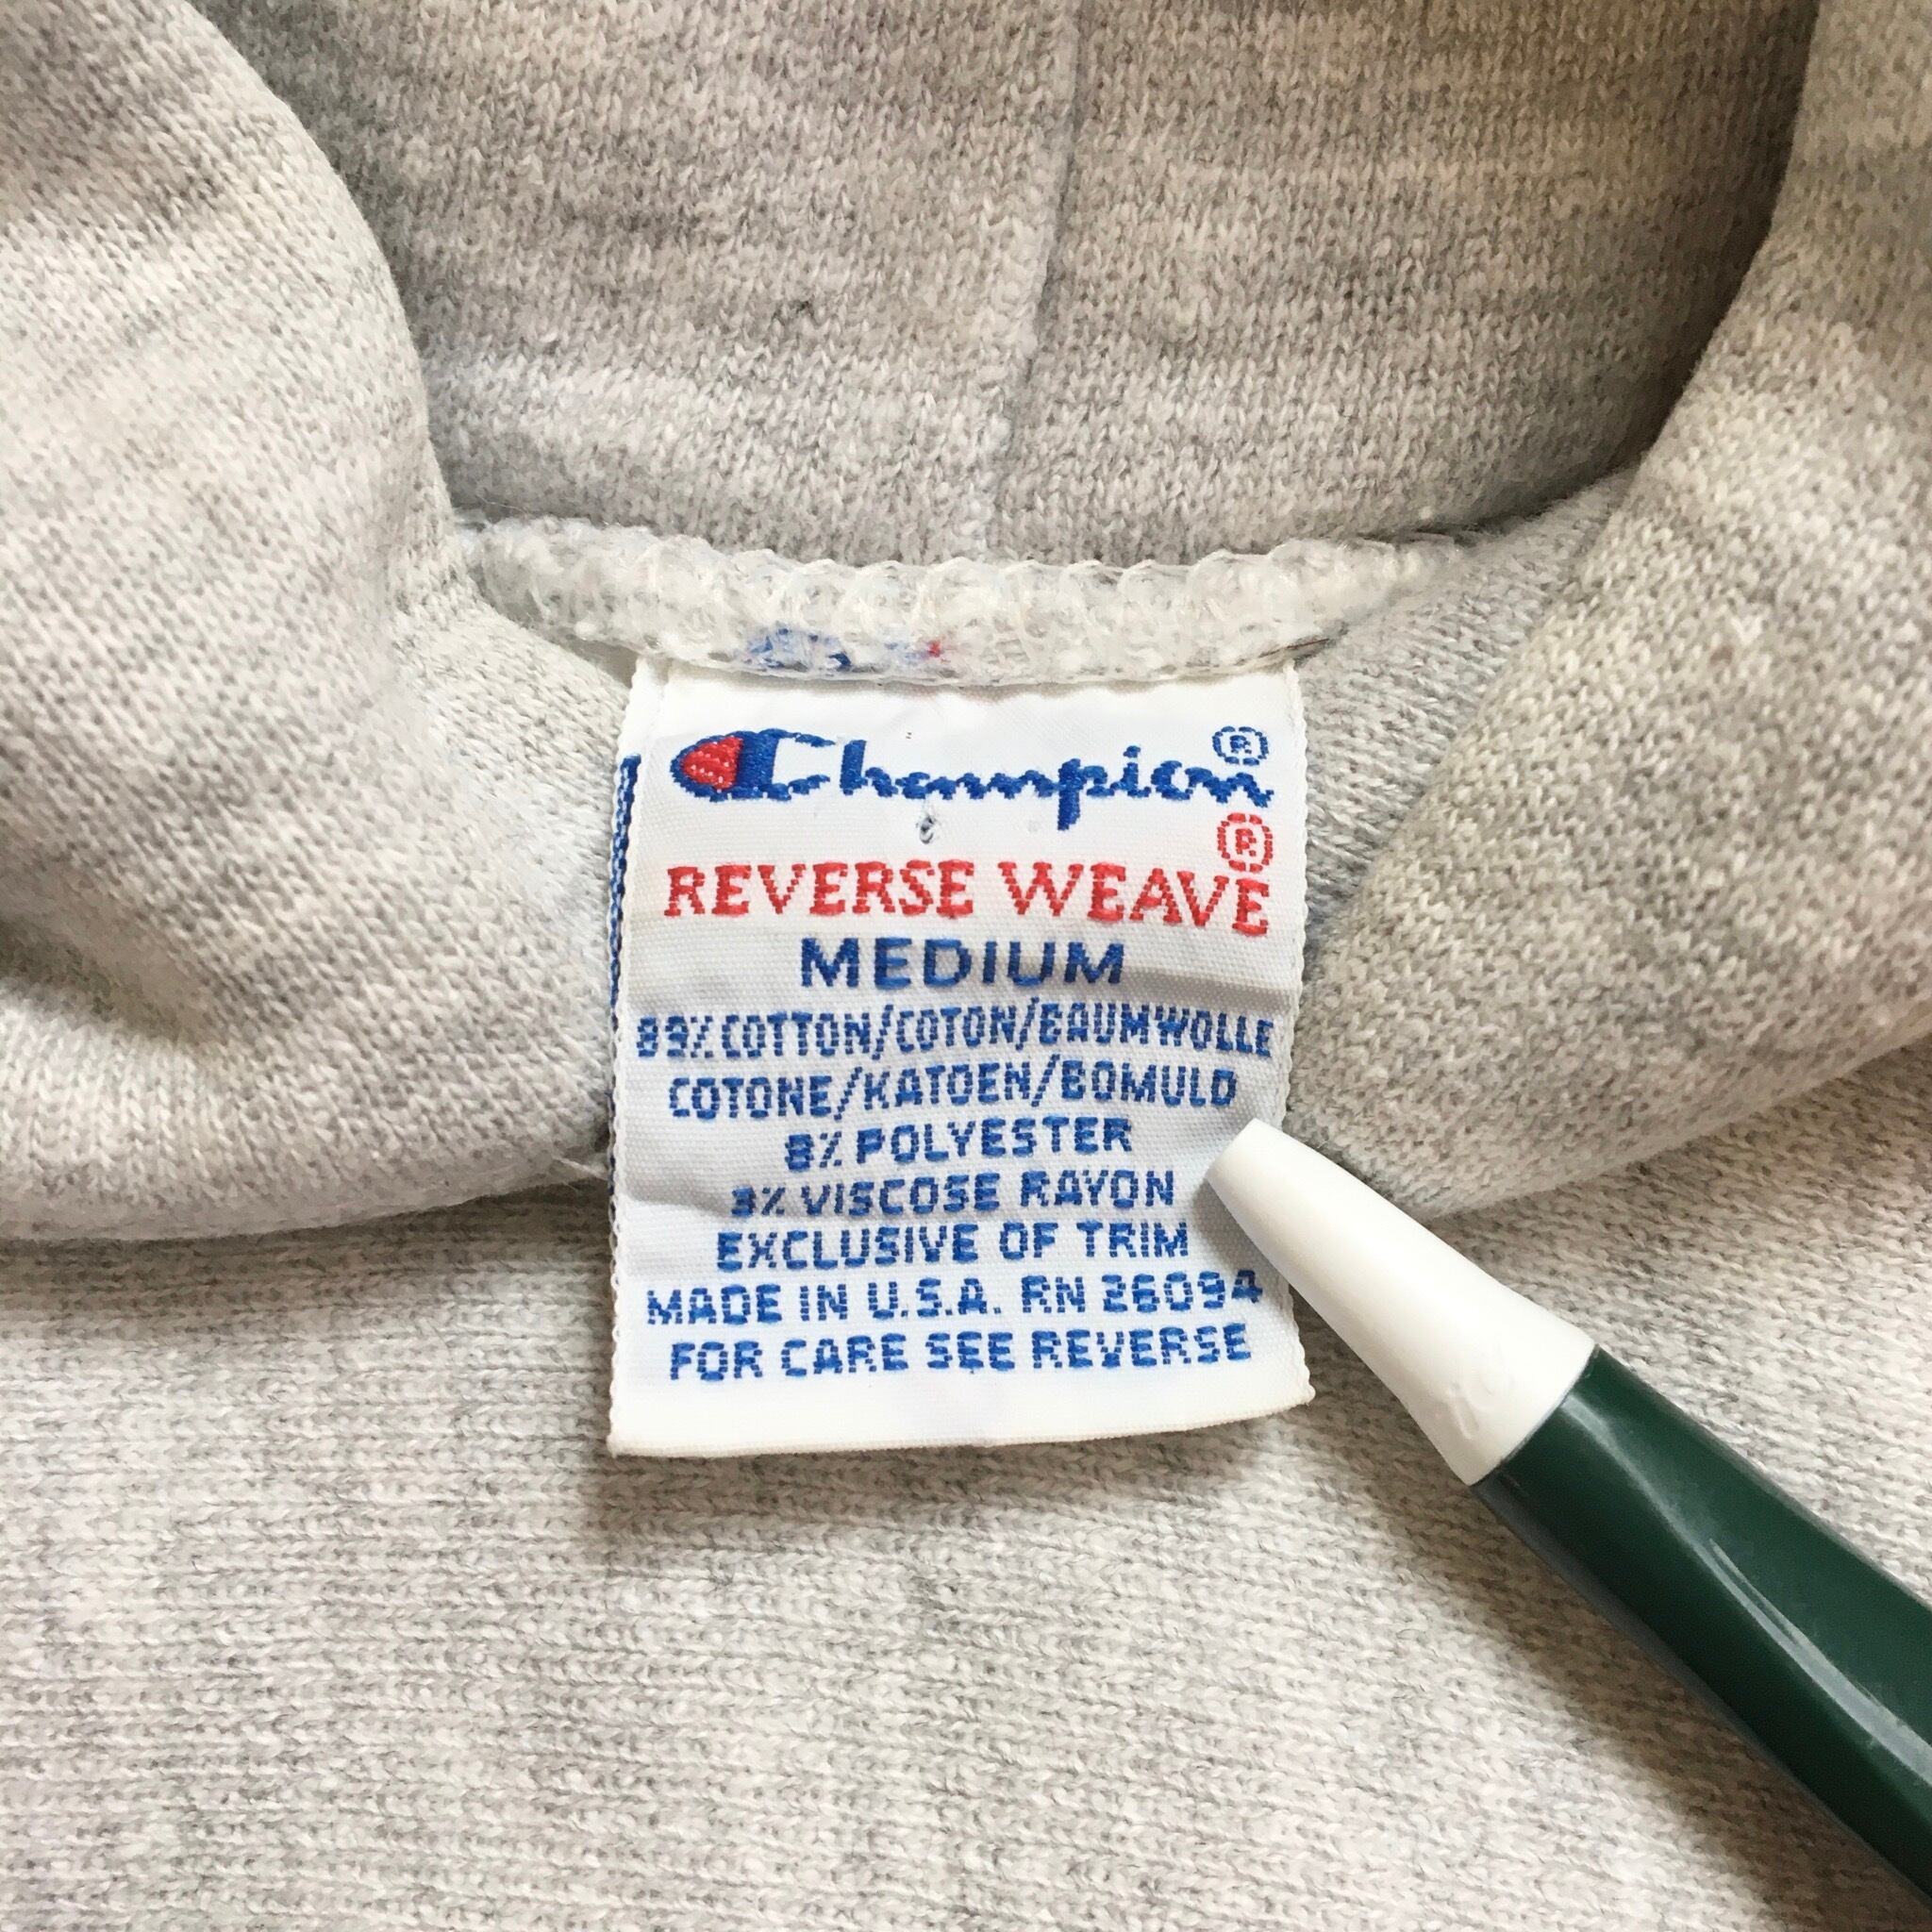 Champion®
REVERSE WEAVE®
MEDIUM
89% COTTON/COTON/BAUMWOLLE
COTONE/KATOEN/BOMULD
8% POLYESTER
3% VISCOSE RAYON
EXCLUSIVE OF TRIM
MADE IN U.S.A. RN 26094
FOR CARE SEE REVERSE